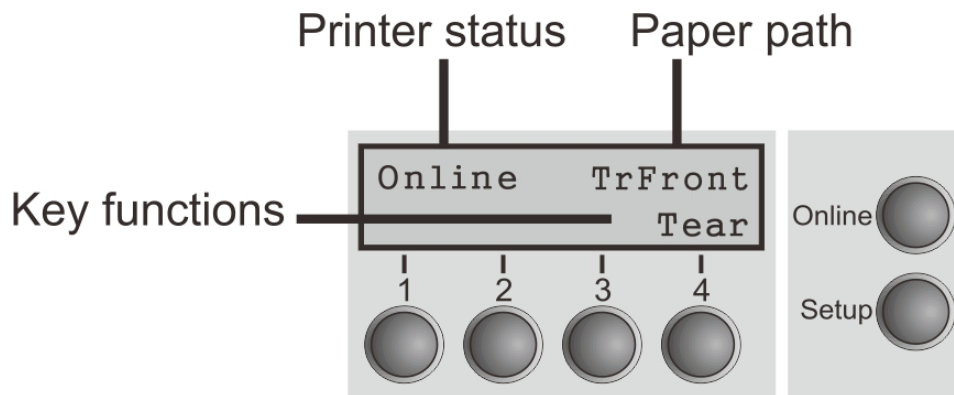 Printer status Paper path
Online TrFront
Key functions
Tear
1 2 3 4
Online
Setup